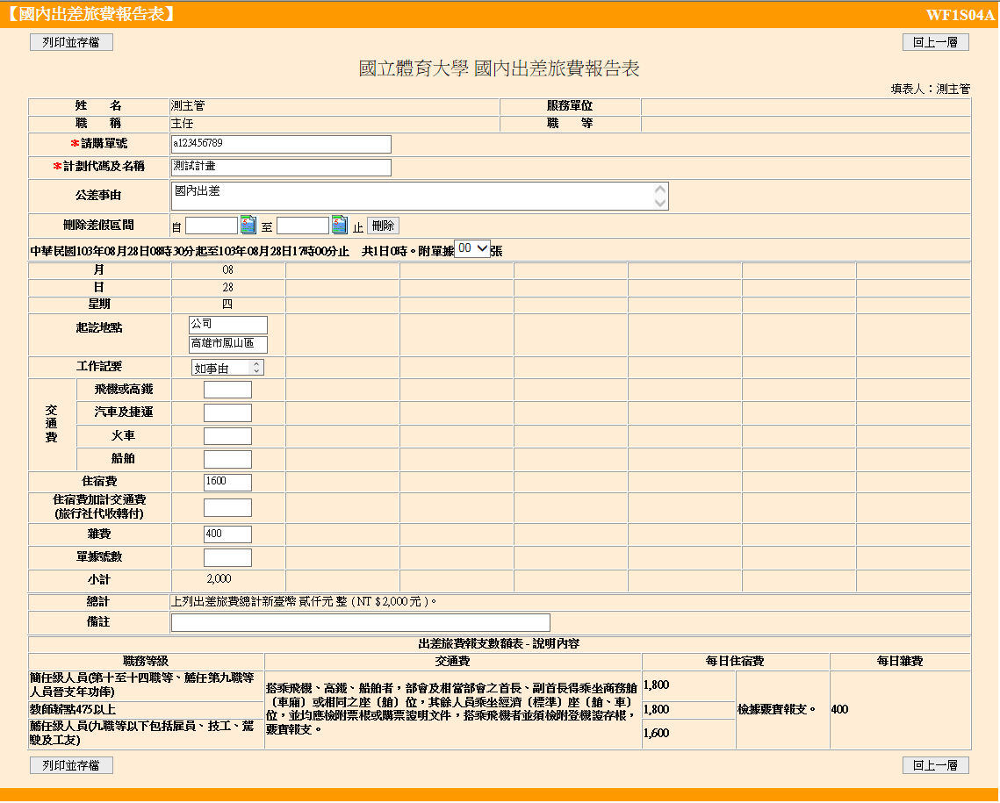 【國內出差旅費報告表】 WF1S04A
列印並存檔 回上一層
國立體育大學 國內出差旅費報告表
填表人：測主管
姓 名 測主管 服務單位
職 稱 主任 職 等
*請購單號 a123456789
*計劃代碼及名稱 測試計畫
公差事由 國內出差
刪除差假區間 自 至 止 刪除
中華民國103年08月28日08時30分起至103年08月28日17時00分止 共1日0時。附單據 00 張
月 08
日 28
星期 四
起訖地點 公司
高雄市鳳山區
工作記要 如事由
交通費
飛機或高鐵
汽車及捷運
火車
船舶
住宿費 1600
住宿費加計交通費
(旅行社代收轉付)
雜費 400
單據號數
小計 2,000
總計 上列出差旅費總計新臺幣 貳仟元 整 ( NT $ 2,000 元 )。
備註
出差旅費報支數額表 - 說明內容
職務等級 交通費 每日住宿費 每日雜費
簡任級人員(第十至十四職等、薦任第九職等
人員晉支年功俸)
教師薪點475以上
薦任級人員(九職等以下包括雇員、技工、駕
駛及工友)
搭乘飛機、高鐵、船舶者，部會及相當部會之首長、副首長得乘坐商務艙
〔車廂〕或相同之座〔艙〕位，其餘人員乘坐經濟〔標準〕座〔艙、車〕
位，並均應檢附票根或購票證明文件，搭乘飛機者並須檢附登機證存根，
覈實報支。
1,800
1,800
1,600
檢據覈實報支。
400
列印並存檔 回上一層